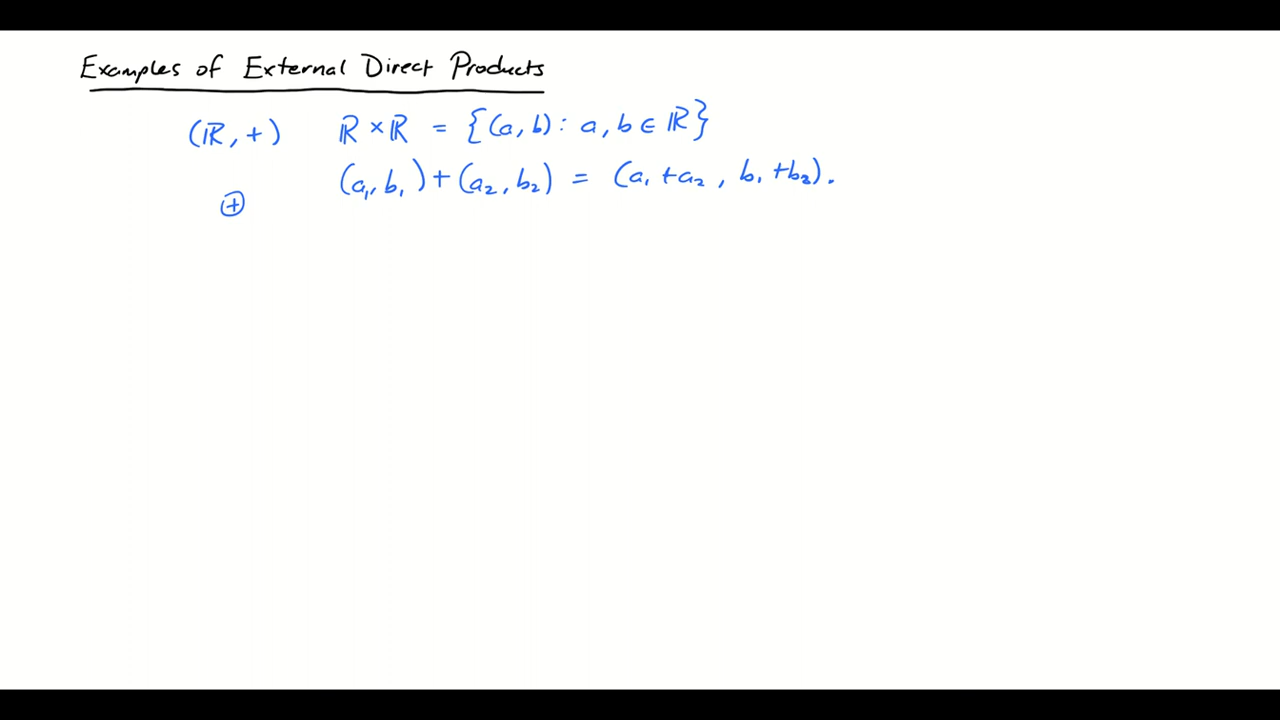 Examples of External Direct Products
(ℝ, +) ℝ × ℝ = {(a, b) : a, b ∈ ℝ}
(a₁, b₁) + (a₂, b₂) = (a₁ + a₂, b₁ + b₂).
⊕